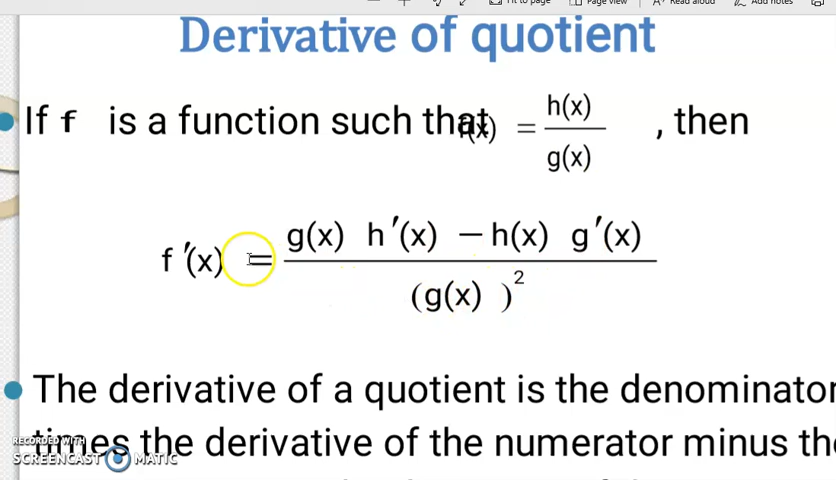 Fit to page Page view Read aloud Add notes
Derivative of quotient
If f is a function such that f(x) = h(x) / g(x) , then
f ′(x) = g(x) h ′(x) − h(x) g ′(x) / (g(x) )²
The derivative of a quotient is the denominator
times the derivative of the numerator minus the
RECORDED WITH
SCREENCAST MATIC